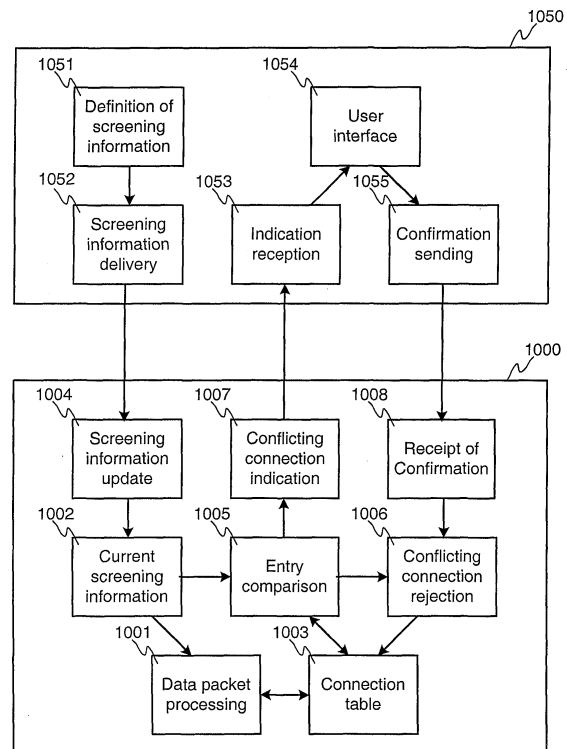 1050
1051
Definition of
screening
information
1054
User
interface
1052
Screening
information
delivery
1053
Indication
reception
1055
Confirmation
sending
1000
1004
Screening
information
update
1007
Conflicting
connection
indication
1008
Receipt of
Confirmation
1002
Current
screening
information
1005
Entry
comparison
1006
Conflicting
connection
rejection
1001
Data packet
processing
1003
Connection
table